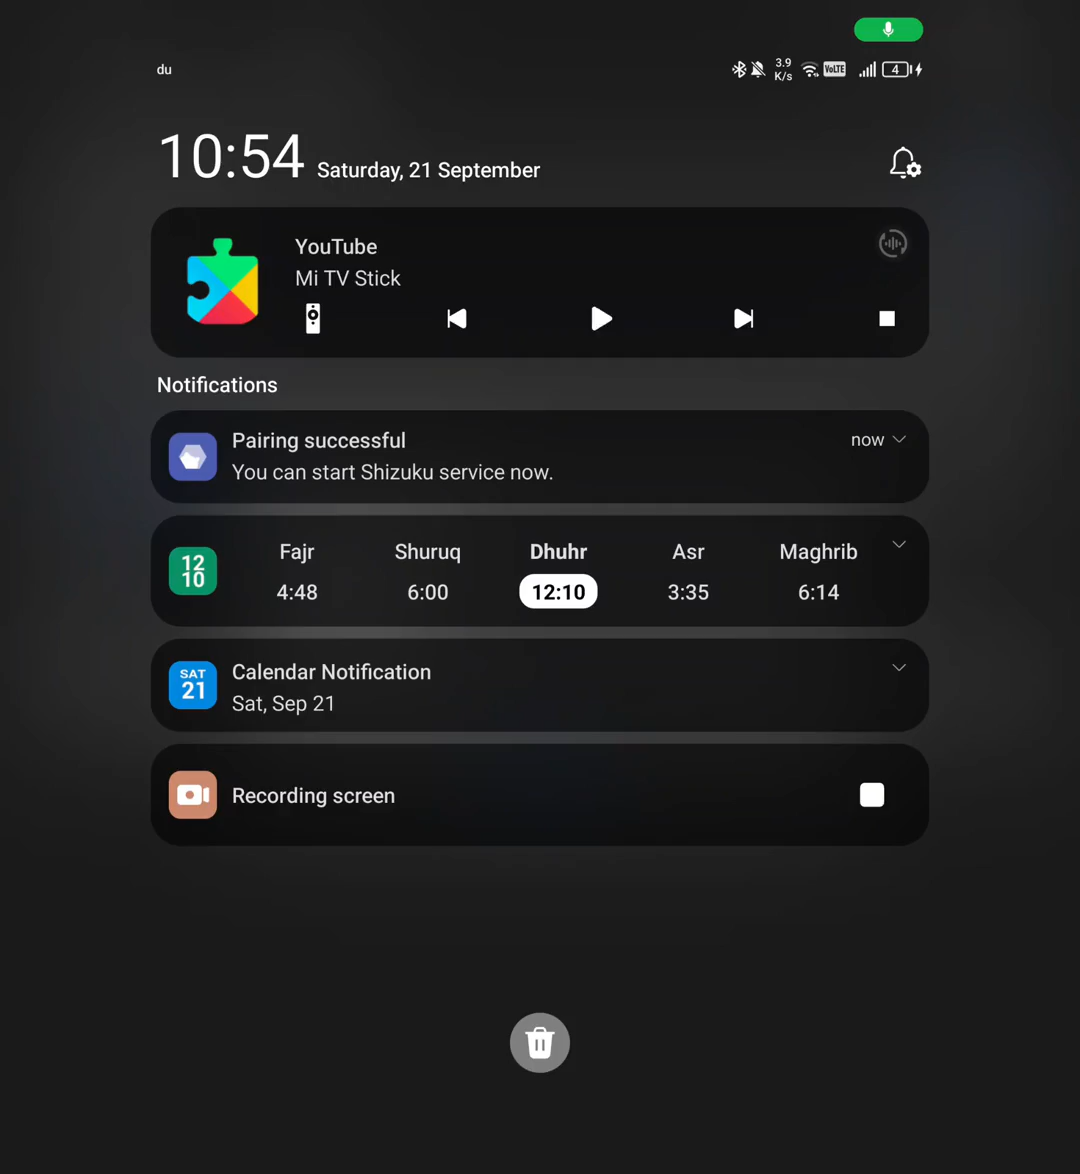 du
3.9
K/s
VoLTE
4
10:54 Saturday, 21 September
YouTube
Mi TV Stick
Notifications
Pairing successful
now
You can start Shizuku service now.
12
10
Fajr Shuruq Dhuhr Asr Maghrib
4:48 6:00 12:10 3:35 6:14
SAT
21
Calendar Notification
Sat, Sep 21
Recording screen